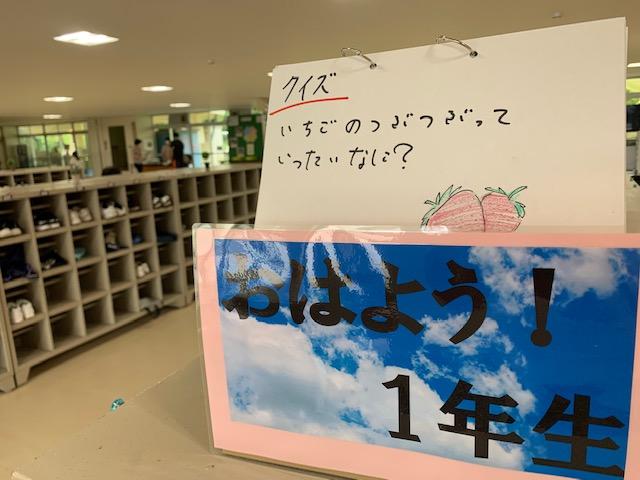 クイズ
いちごのつぶつぶって
いったいなに?
おはよう!
1年生